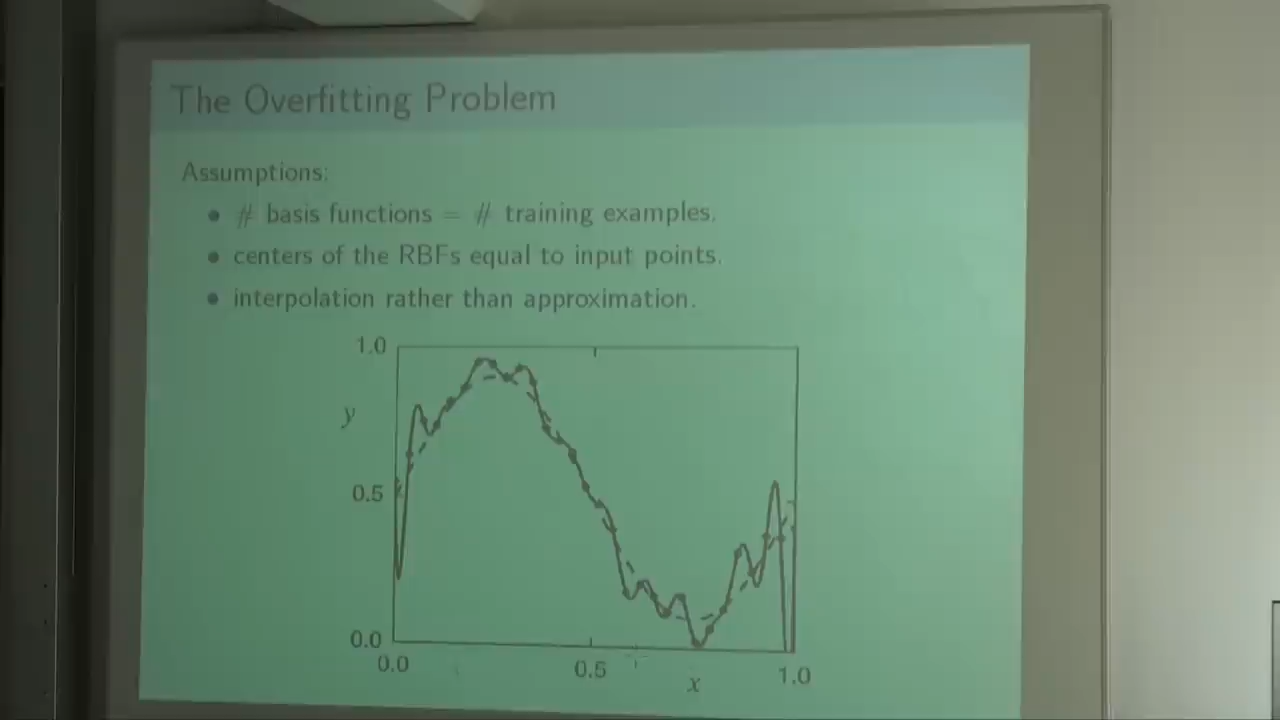 The Overfitting Problem
Assumptions:
# basis functions = # training examples.
centers of the RBFs equal to input points.
interpolation rather than approximation.
1.0
y
0.5
0.0
0.0 0.5 1.0
x